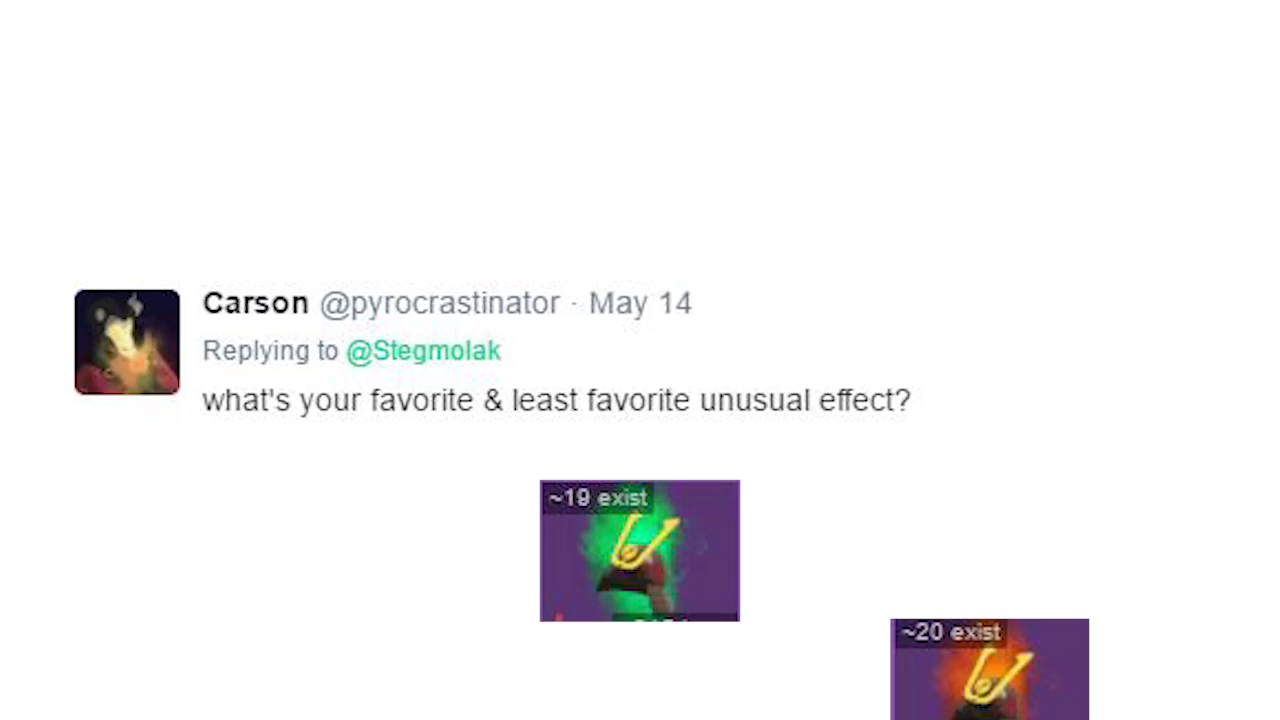 Carson @pyrocrastinator · May 14
Replying to @Stegmolak
what's your favorite & least favorite unusual effect?
~19 exist
~20 exist